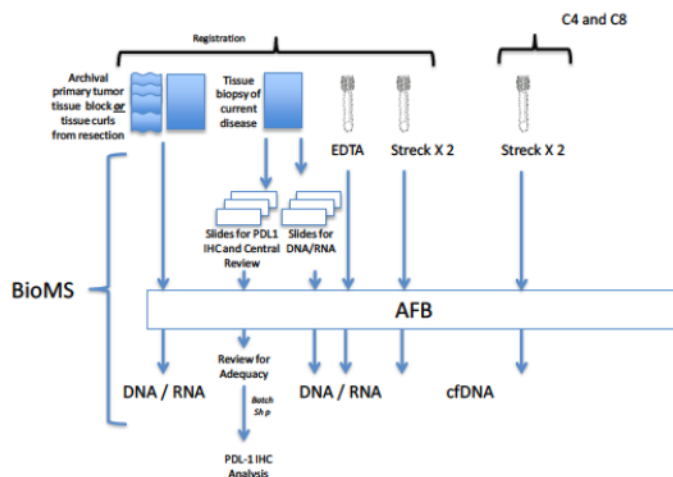 C4 and C8
Registration
Archival
primary tumor
tissue block or
tissue curls
from resection
Tissue
biopsy of
current
disease
EDTA
Streck X 2
Streck X 2
Slides for PDL1
IHC and Central
Review
Slides for
DNA/RNA
BioMS
AFB
Review for
Adequacy
DNA / RNA
DNA / RNA
cfDNA
Batch
Sh p
PDL-1 IHC
Analysis